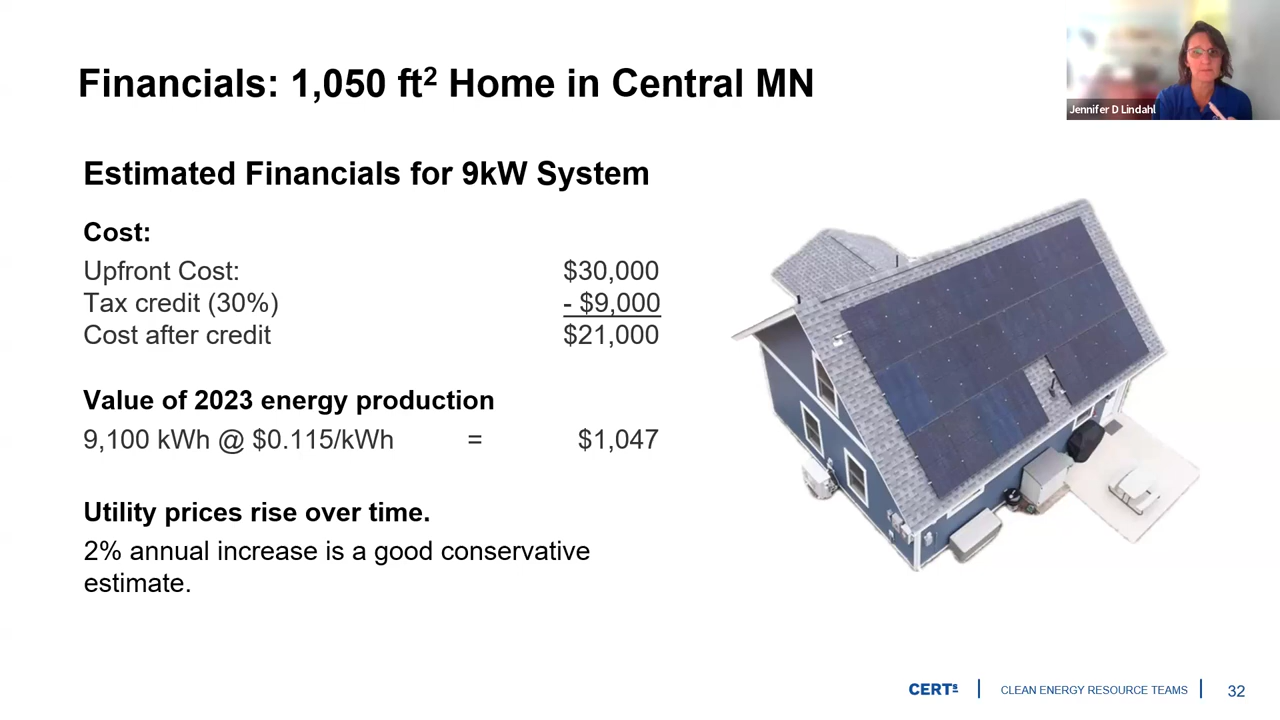 Financials: 1,050 ft² Home in Central MN
Jennifer D Lindahl
Estimated Financials for 9kW System
Cost:
Upfront Cost: $30,000
Tax credit (30%) - $9,000
Cost after credit $21,000
Value of 2023 energy production
9,100 kWh @ $0.115/kWh = $1,047
Utility prices rise over time.
2% annual increase is a good conservative
estimate.
CERTs | CLEAN ENERGY RESOURCE TEAMS | 32